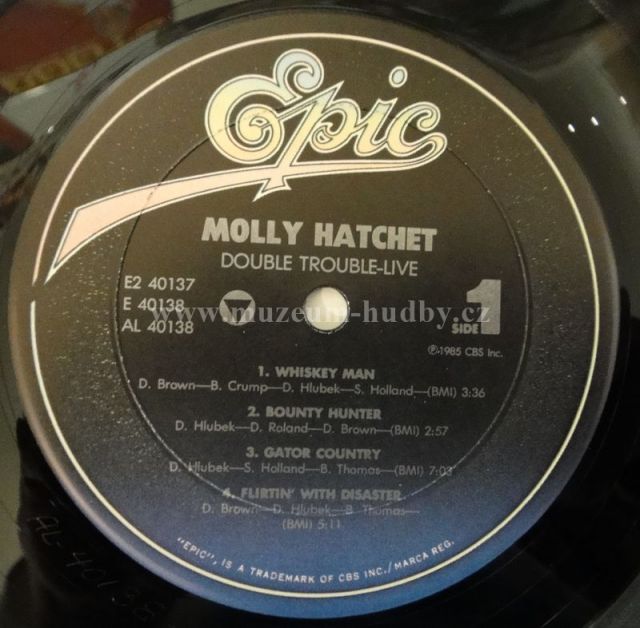 Epic
MOLLY HATCHET
DOUBLE TROUBLE-LIVE
E2 40137
E 40138
AL 40138
www.muzeum-hudby.cz
SIDE 1
℗1985 CBS Inc.
1. WHISKEY MAN
D. Brown—B. Crump—D. Hlubek—S. Holland—(BMI) 3:36
2. BOUNTY HUNTER
D. Hlubek—D. Roland—D. Brown—(BMI) 2:57
3. GATOR COUNTRY
D. Hlubek—S. Holland—B. Thomas—(BMI) 7:03
4. FLIRTIN' WITH DISASTER
D. Brown—D. Hlubek—B. Thomas—
(BMI) 5:11
"EPIC", IS A TRADEMARK OF CBS INC./MARCA REG.
AL-40138